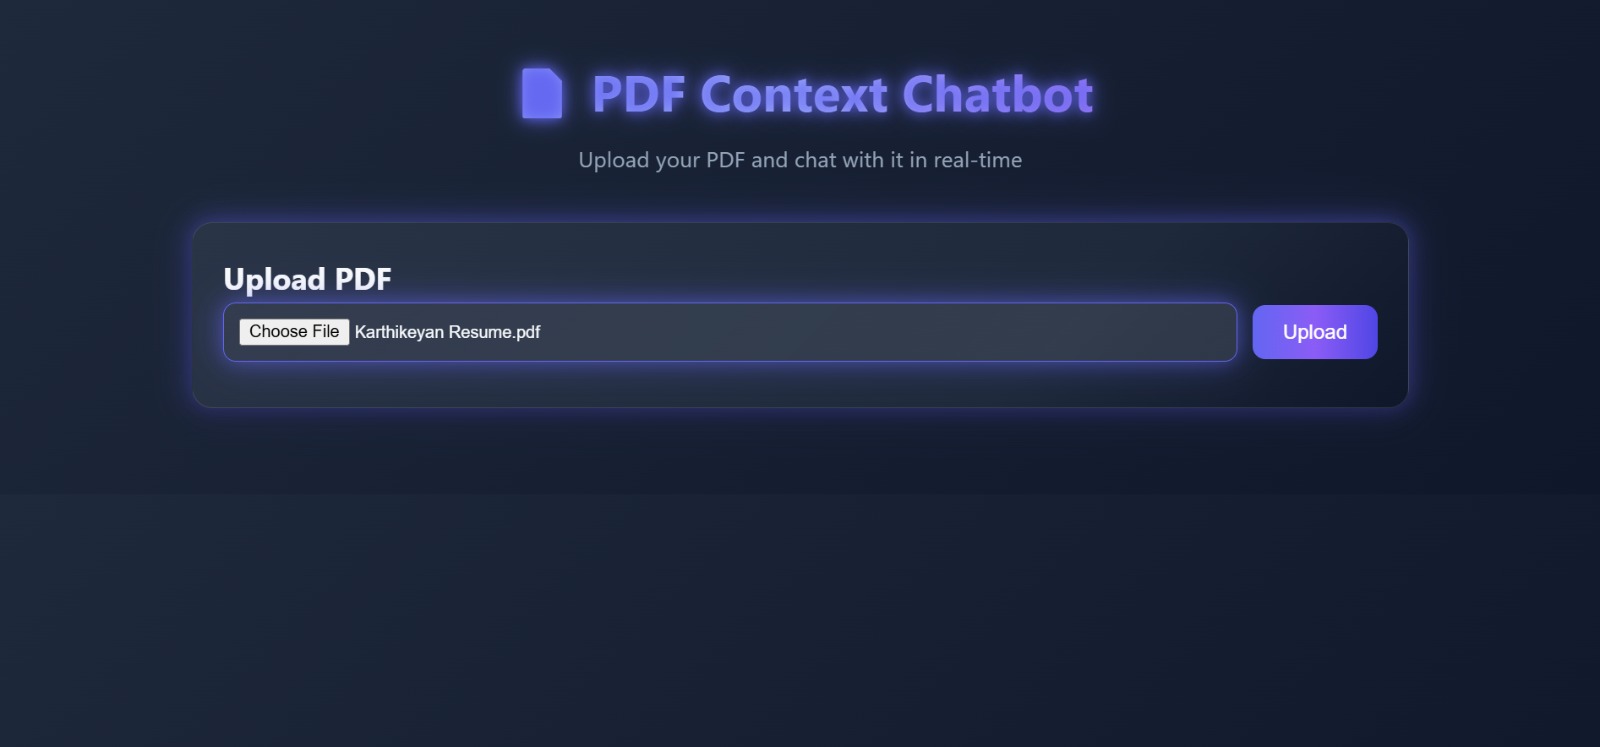 PDF Context Chatbot
Upload your PDF and chat with it in real-time
Upload PDF
Choose File Karthikeyan Resume.pdf
Upload